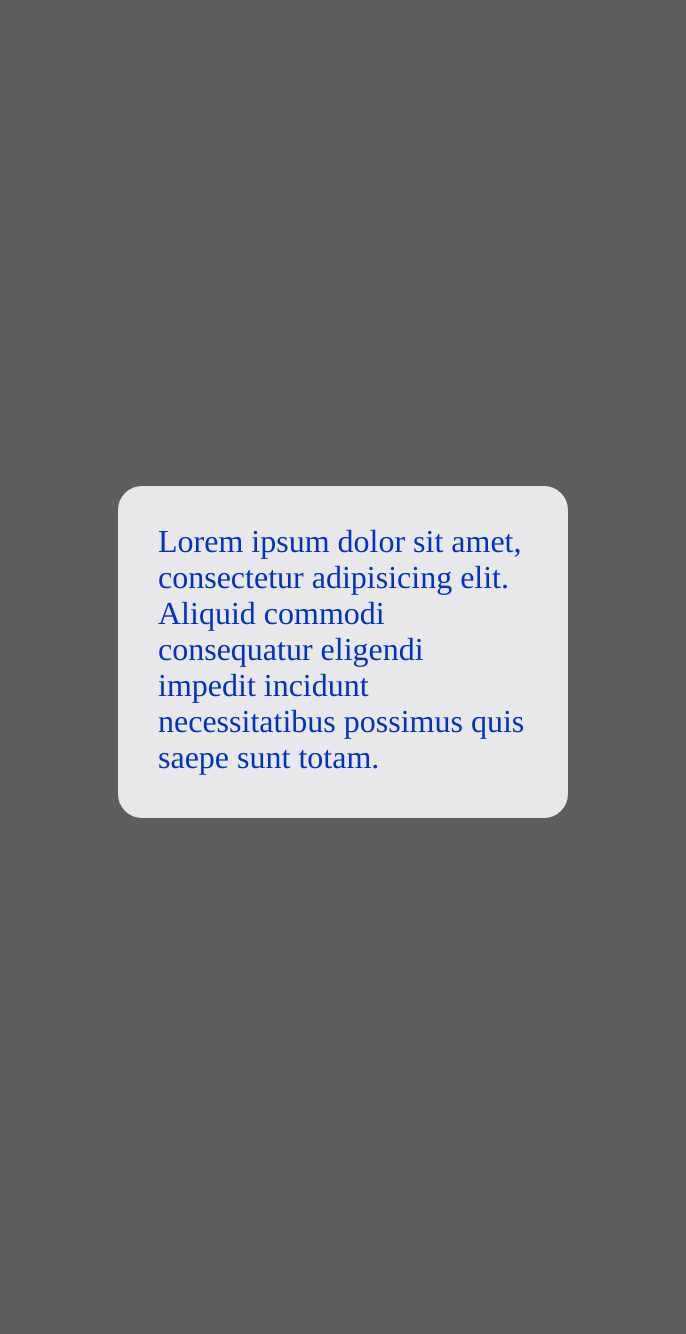 Lorem ipsum dolor sit amet,
consectetur adipisicing elit.
Aliquid commodi
consequatur eligendi
impedit incidunt
necessitatibus possimus quis
saepe sunt totam.